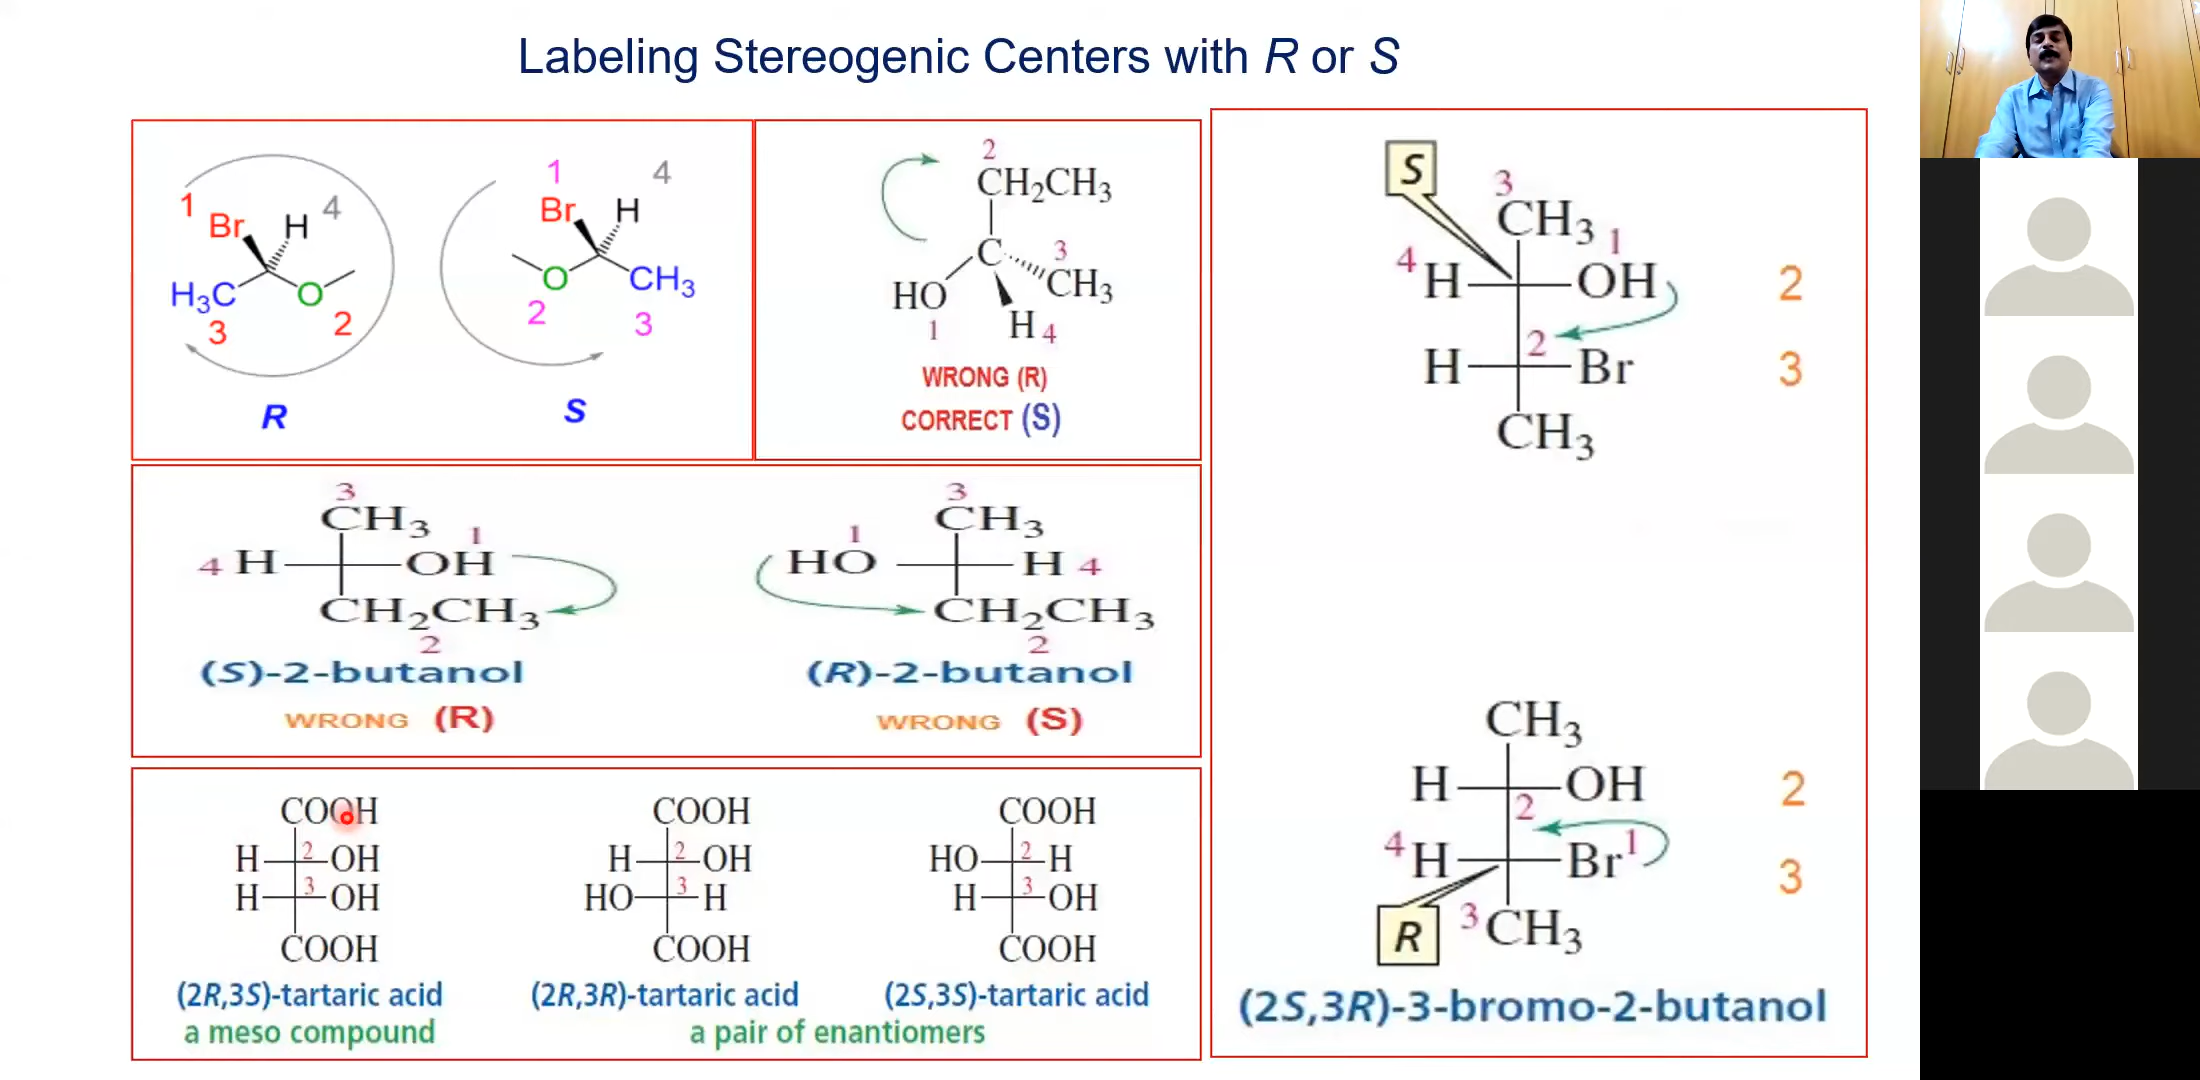 Labeling Stereogenic Centers with R or S
1
Br
H
4
H3C
3
O
2
R
1
Br
H
4
O
2
CH3
3
S
2
CH2CH3
C
3
CH3
HO
1
H 4
WRONG (R)
CORRECT (S)
3
CH3
4 H
OH
1
CH2CH3
2
(S)-2-butanol
WRONG (R)
3
CH3
1
HO
H 4
CH2CH3
2
(R)-2-butanol
WRONG (S)
COOH
H 2 OH
H 3 OH
COOH
(2R,3S)-tartaric acid
a meso compound
COOH
H 2 OH
HO 3 H
COOH
(2R,3R)-tartaric acid
COOH
HO 2 H
H 3 OH
COOH
(2S,3S)-tartaric acid
a pair of enantiomers
S
3
CH3
1
4 H OH 2
2
H Br 3
CH3
CH3
H OH 2
2
4 H Br 1 3
R
3 CH3
(2S,3R)-3-bromo-2-butanol